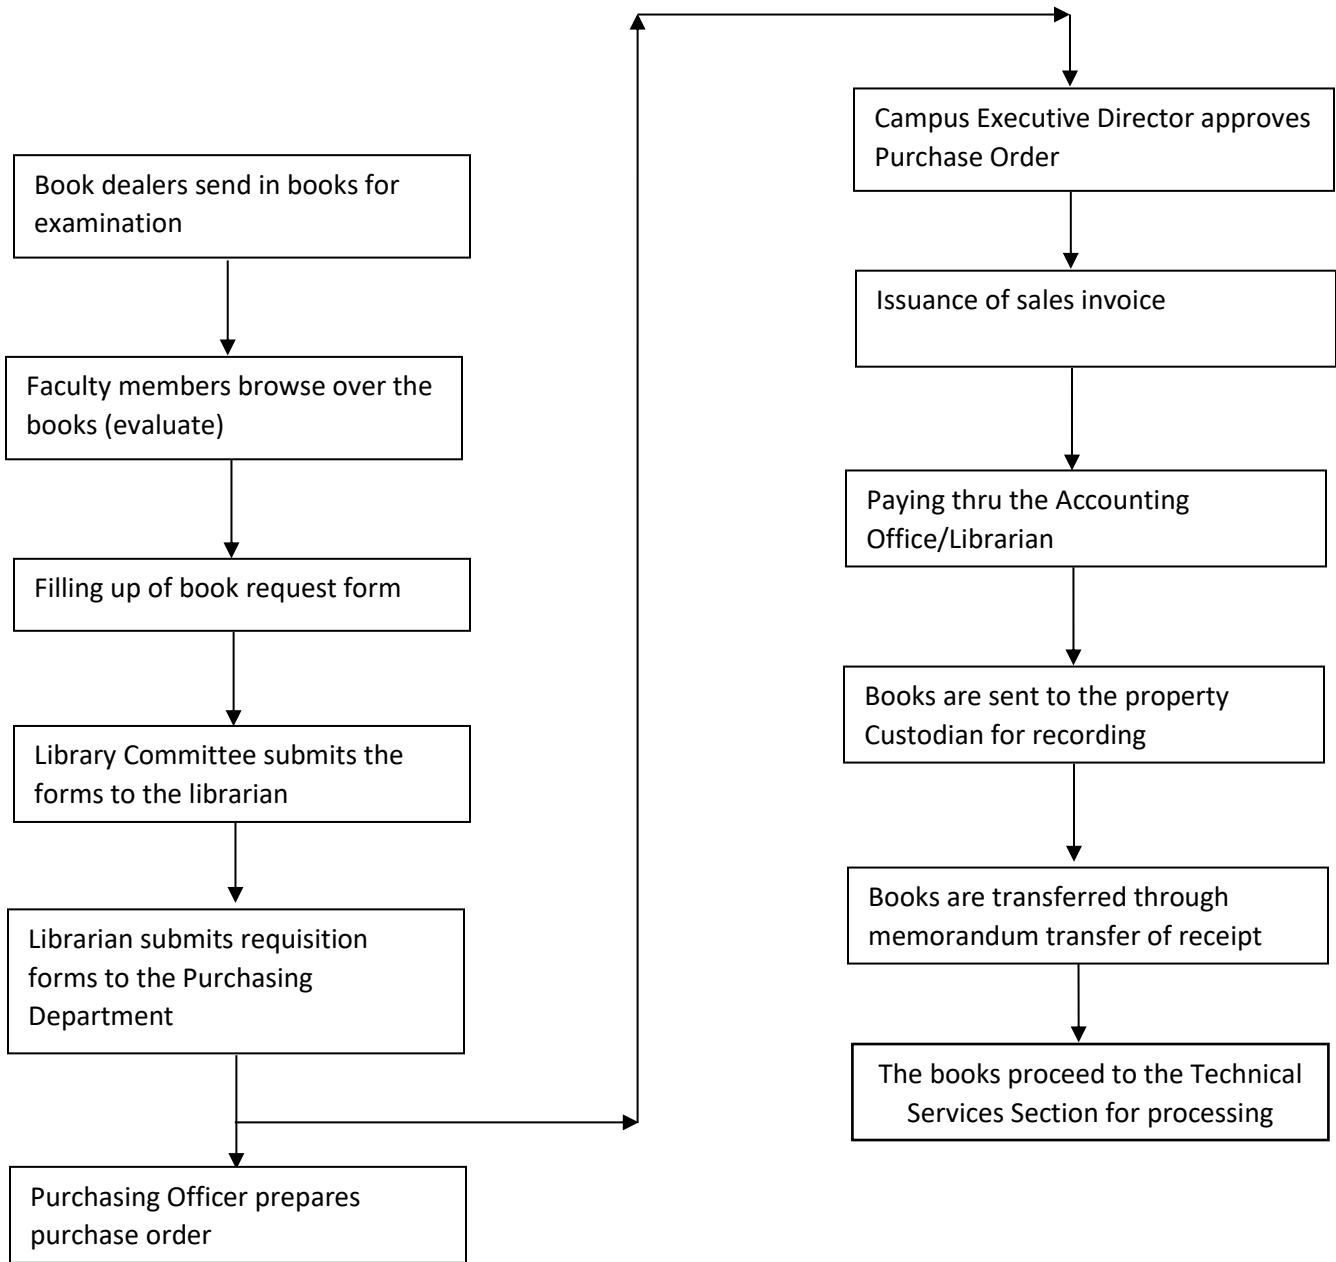 Book dealers send in books for
examination
Faculty members browse over the
books (evaluate)
Filling up of book request form
Library Committee submits the
forms to the librarian
Librarian submits requisition
forms to the Purchasing
Department
Purchasing Officer prepares
purchase order
Campus Executive Director approves
Purchase Order
Issuance of sales invoice
Paying thru the Accounting
Office/Librarian
Books are sent to the property
Custodian for recording
Books are transferred through
memorandum transfer of receipt
The books proceed to the Technical
Services Section for processing